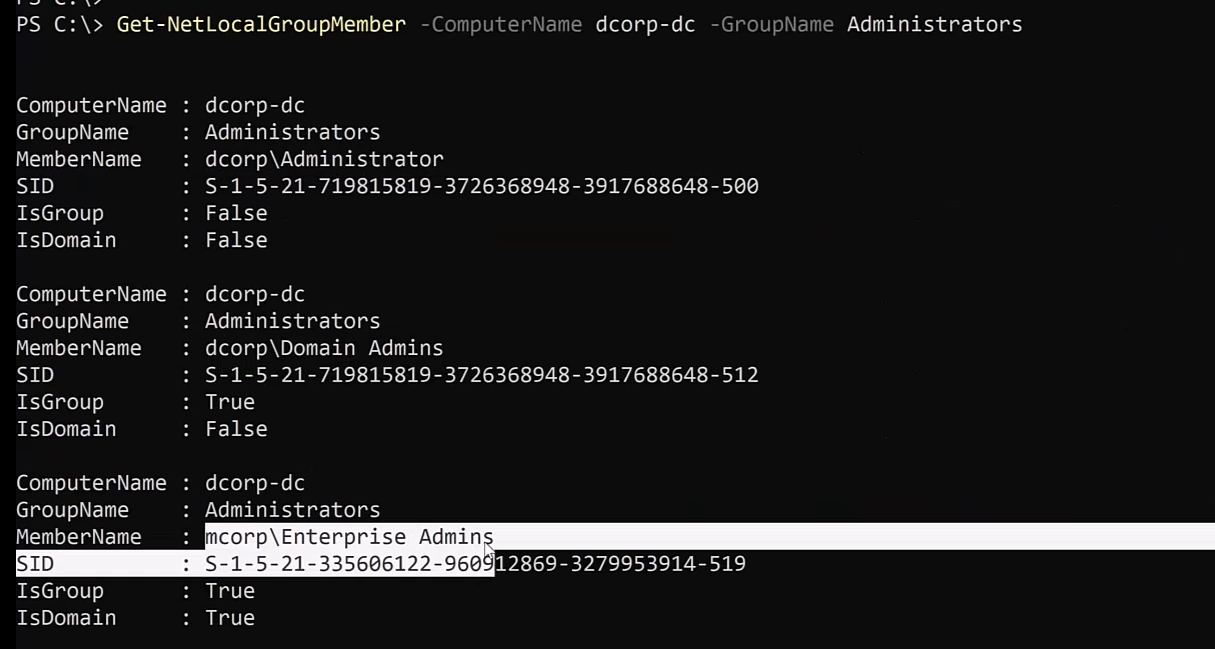 PS C:\>
PS C:\> Get-NetLocalGroupMember -ComputerName dcorp-dc -GroupName Administrators
ComputerName : dcorp-dc
GroupName    : Administrators
MemberName   : dcorp\Administrator
SID          : S-1-5-21-719815819-3726368948-3917688648-500
IsGroup      : False
IsDomain     : False
ComputerName : dcorp-dc
GroupName    : Administrators
MemberName   : dcorp\Domain Admins
SID          : S-1-5-21-719815819-3726368948-3917688648-512
IsGroup      : True
IsDomain     : False
ComputerName : dcorp-dc
GroupName    : Administrators
MemberName   : mcorp\Enterprise Admins
SID          : S-1-5-21-335606122-960912869-3279953914-519
IsGroup      : True
IsDomain     : True